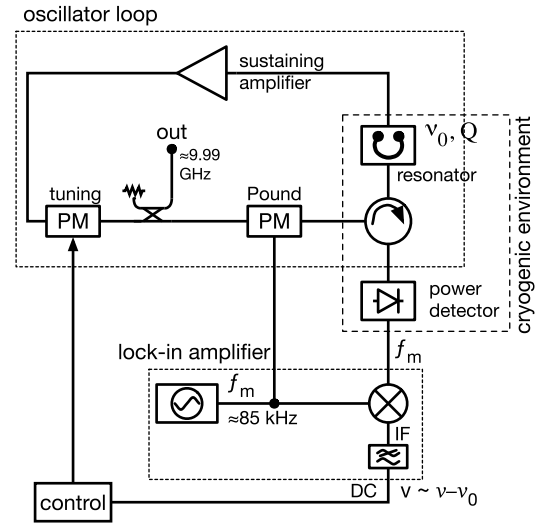 oscillator loop
sustaining
amplifier
out
≈9.99
GHz
ν0, Q
resonator
tuning
PM
Pound
PM
cryogenic environment
power
detector
lock-in amplifier
fm
fm
≈85 kHz
IF
DC
v ~ ν–ν0
control